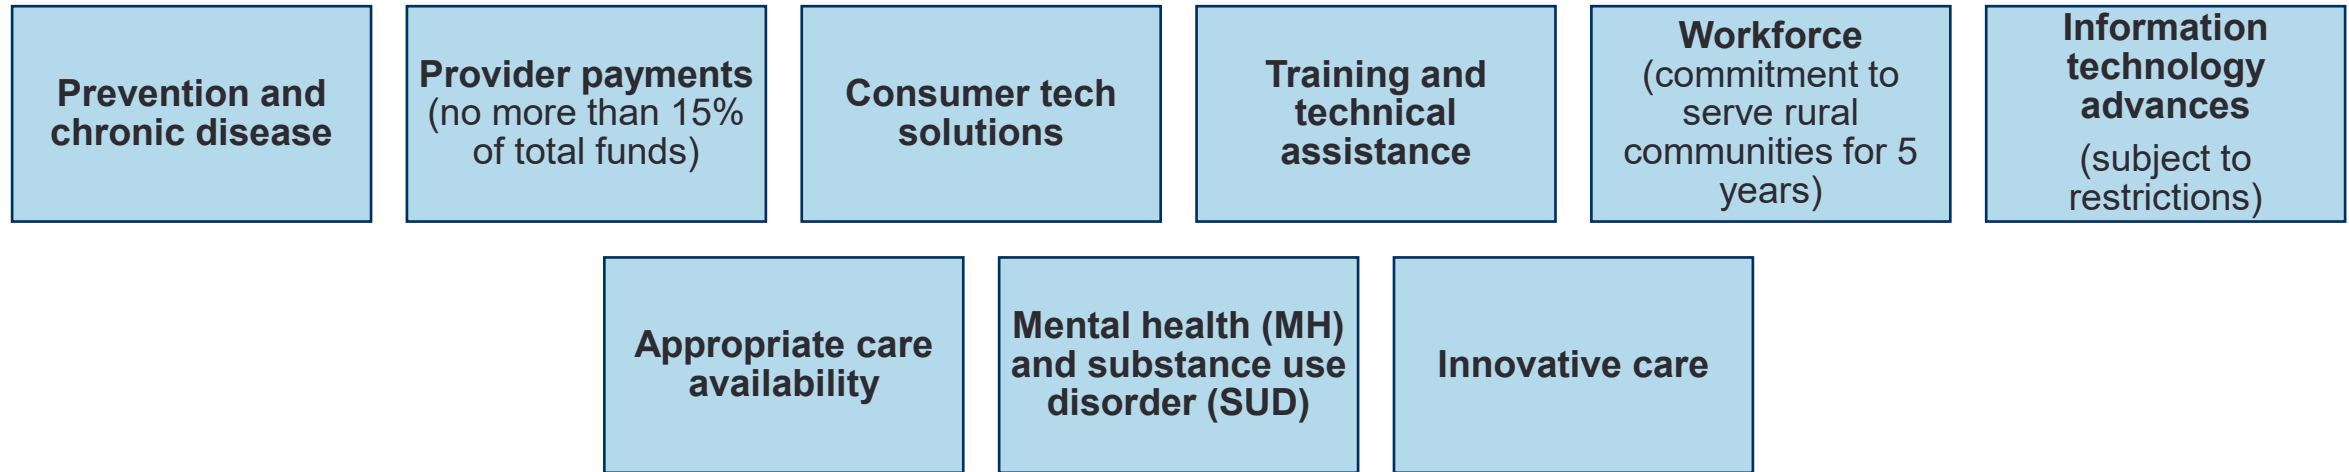 Prevention and
chronic disease
Provider payments
(no more than 15%
of total funds)
Consumer tech
solutions
Training and
technical
assistance
Workforce
(commitment to
serve rural
communities for 5
years)
Information
technology
advances
(subject to
restrictions)
Appropriate care
availability
Mental health (MH)
and substance use
disorder (SUD)
Innovative care